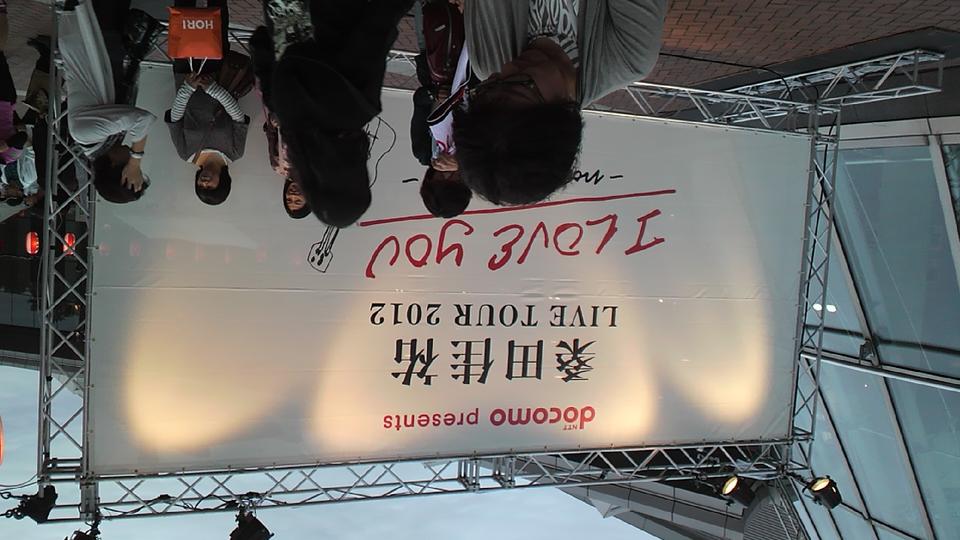 NTT
docomo presents
桑田佳祐
LIVE TOUR 2012
I LOVE YOU
HORI